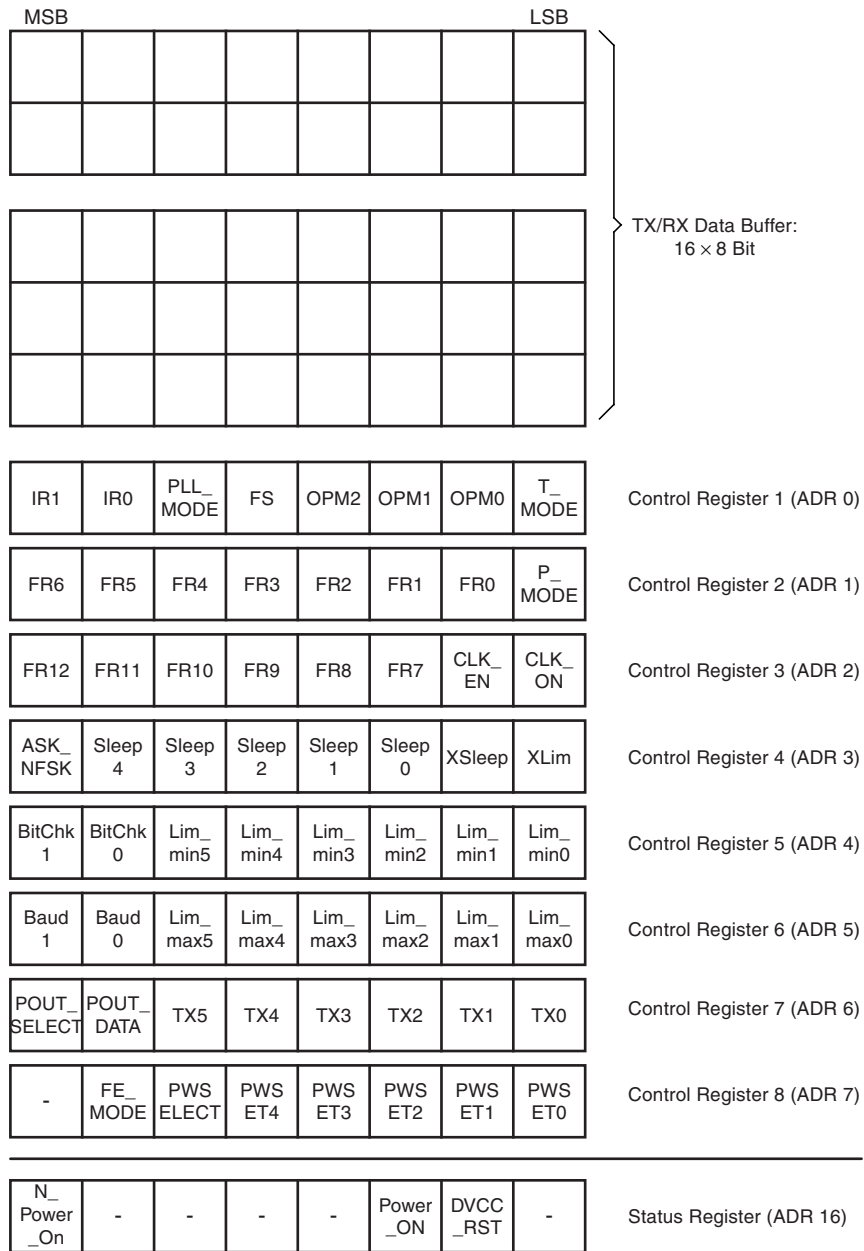 MSB LSB
TX/RX Data Buffer:
16 × 8 Bit
IR1 IR0 PLL_ MODE FS OPM2 OPM1 OPM0 T_ MODE Control Register 1 (ADR 0)
FR6 FR5 FR4 FR3 FR2 FR1 FR0 P_ MODE Control Register 2 (ADR 1)
FR12 FR11 FR10 FR9 FR8 FR7 CLK_ EN CLK_ ON Control Register 3 (ADR 2)
ASK_ NFSK Sleep 4 Sleep 3 Sleep 2 Sleep 1 Sleep 0 XSleep XLim Control Register 4 (ADR 3)
BitChk 1 BitChk 0 Lim_ min5 Lim_ min4 Lim_ min3 Lim_ min2 Lim_ min1 Lim_ min0 Control Register 5 (ADR 4)
Baud 1 Baud 0 Lim_ max5 Lim_ max4 Lim_ max3 Lim_ max2 Lim_ max1 Lim_ max0 Control Register 6 (ADR 5)
POUT_ SELECT POUT_ DATA TX5 TX4 TX3 TX2 TX1 TX0 Control Register 7 (ADR 6)
- FE_ MODE PWS ELECT PWS ET4 PWS ET3 PWS ET2 PWS ET1 PWS ET0 Control Register 8 (ADR 7)
N_ Power _On - - - - Power _ON DVCC _RST - Status Register (ADR 16)